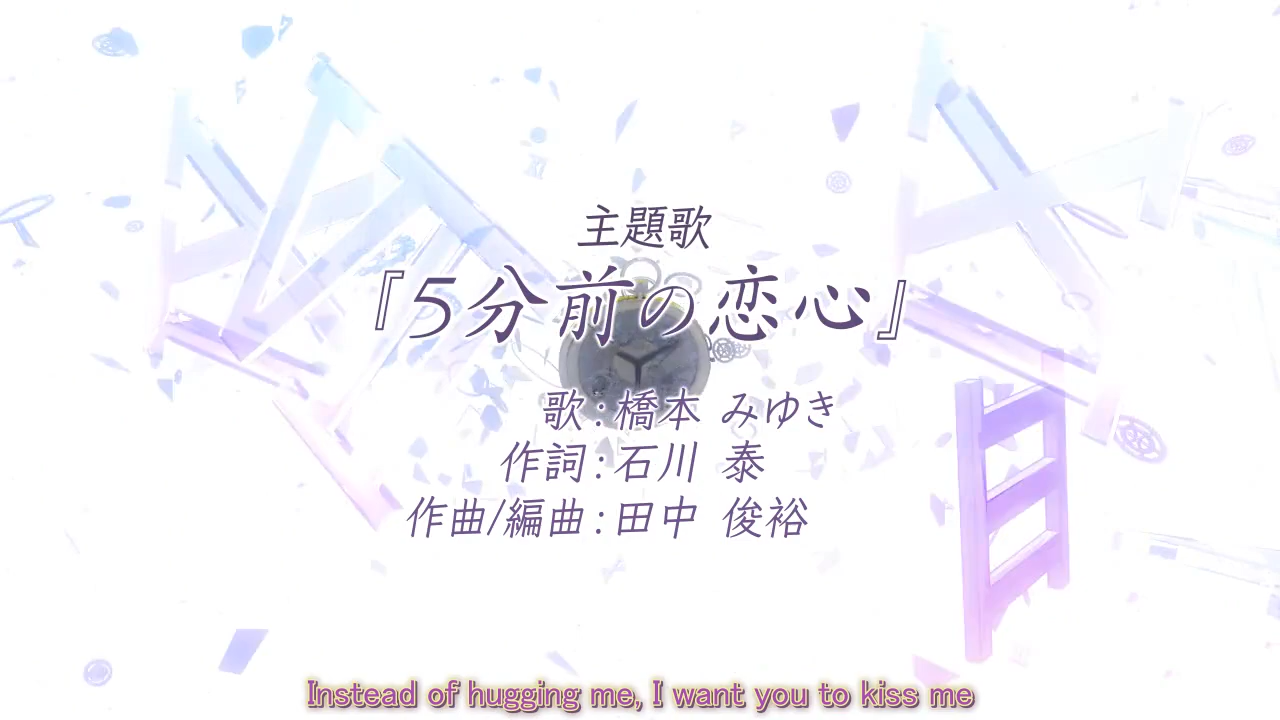 主題歌
『5分前の恋心』
歌：橋本 みゆき
作詞：石川 泰
作曲/編曲：田中 俊裕
Instead of hugging me, I want you to kiss me